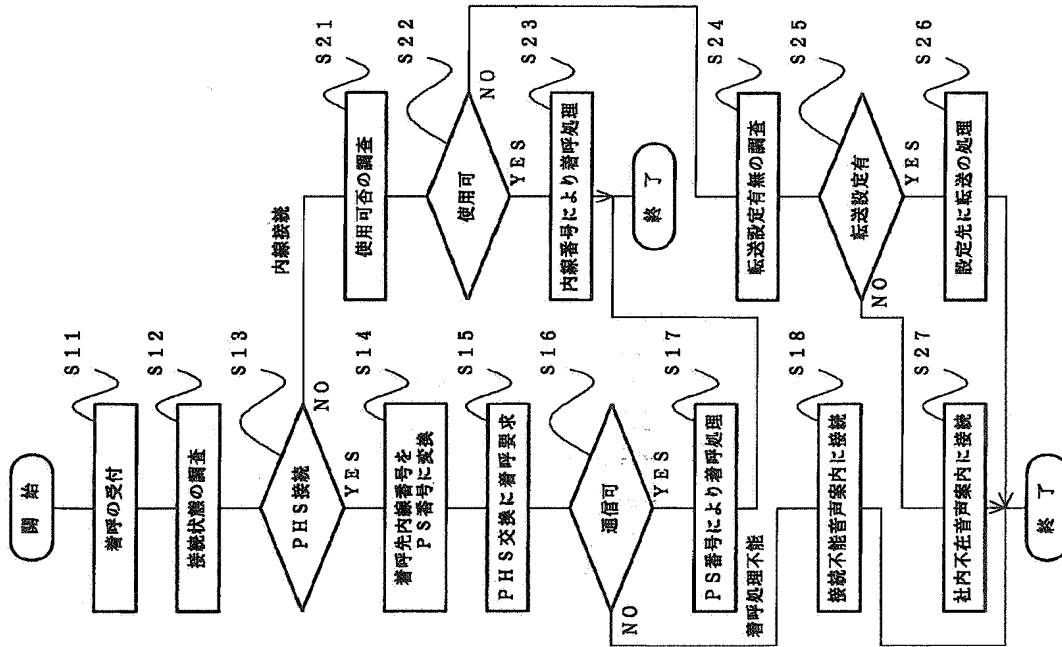 開始
着呼の受付
S11
接続状態の調査
S12
PHS接続
S13
NO
内線接続
YES
着呼先内線番号を
PS番号に変換
S14
PHS交換に着呼要求
S15
通信可
S16
NO
着呼処理不能
YES
PS番号により着呼処理
S17
接続不能音声案内に接続
S18
使用可否の調査
S21
使用可
S22
NO
YES
内線番号により着呼処理
S23
終了
転送設定有無の調査
S24
転送設定有
S25
NO
YES
設定先に転送の処理
S26
社内不在音声案内に接続
S27
終了